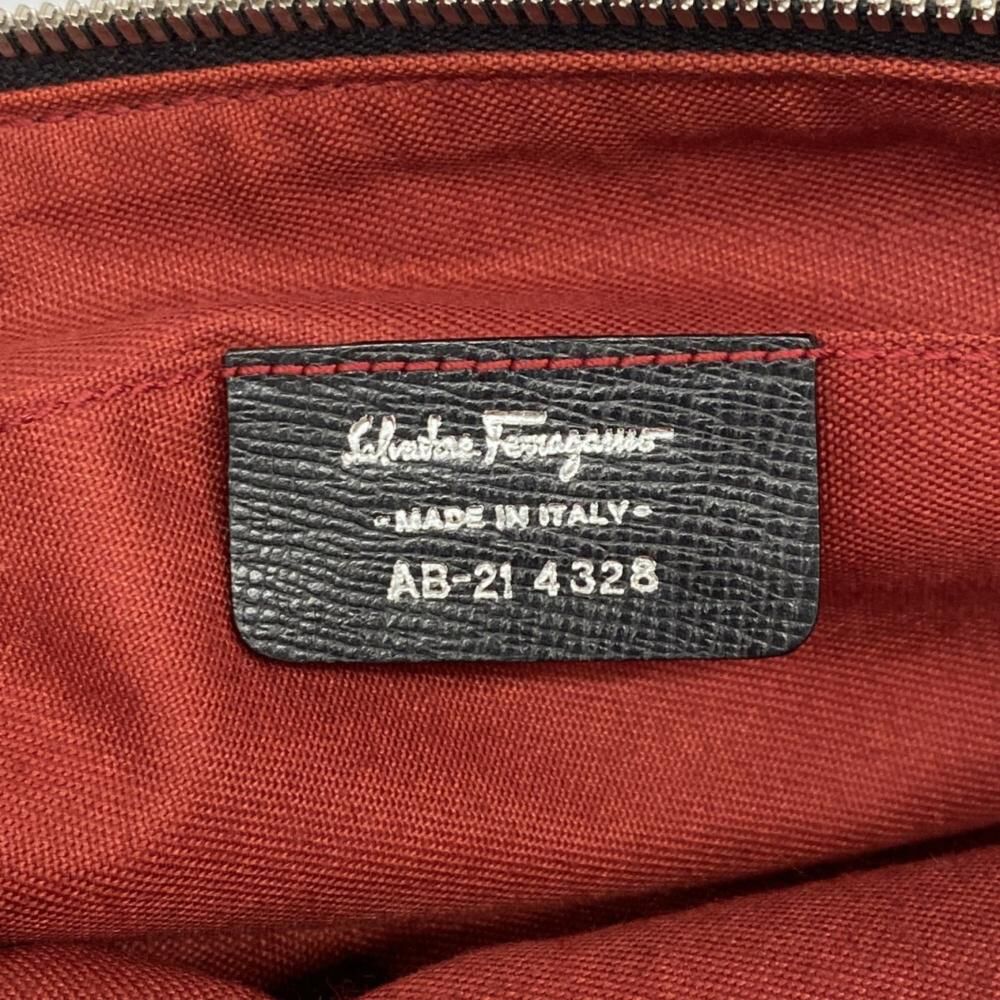 Salvatore Ferragamo
-MADE IN ITALY-
AB-21 4328